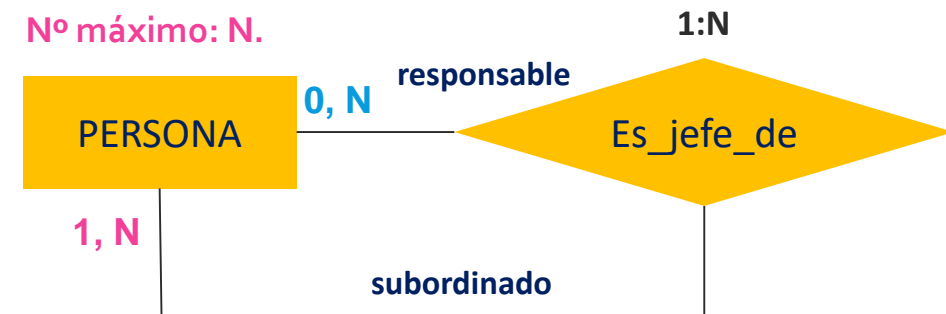 Nº máximo: N.
1:N
responsable
0, N
PERSONA
Es_jefe_de
1, N
subordinado